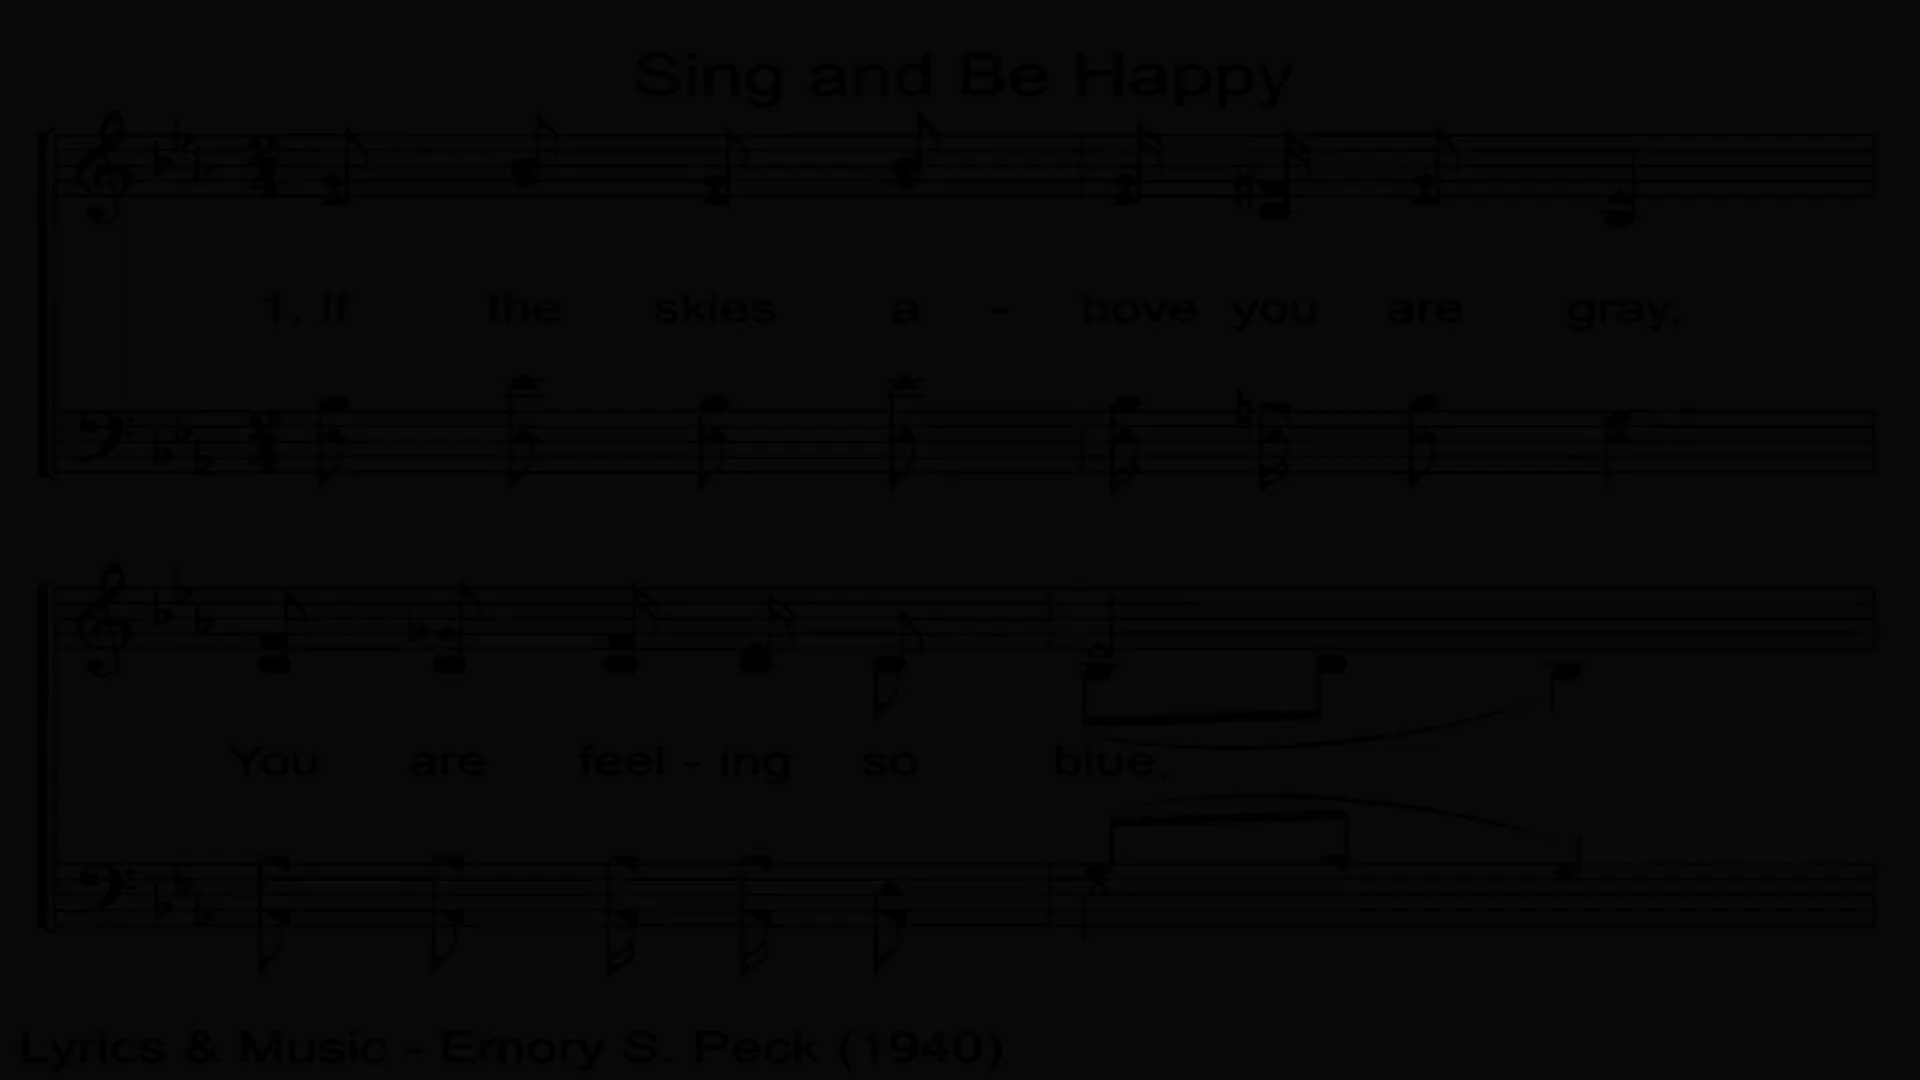 Sing and Be Happy
1. If the skies a - bove you are gray,
You are feel - ing so blue,
Lyrics & Music - Emory S. Peck (1940)